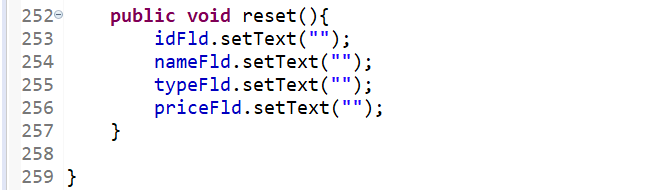 252 public void reset(){
253 idFld.setText("");
254 nameFld.setText("");
255 typeFld.setText("");
256 priceFld.setText("");
257 }
258
259 }